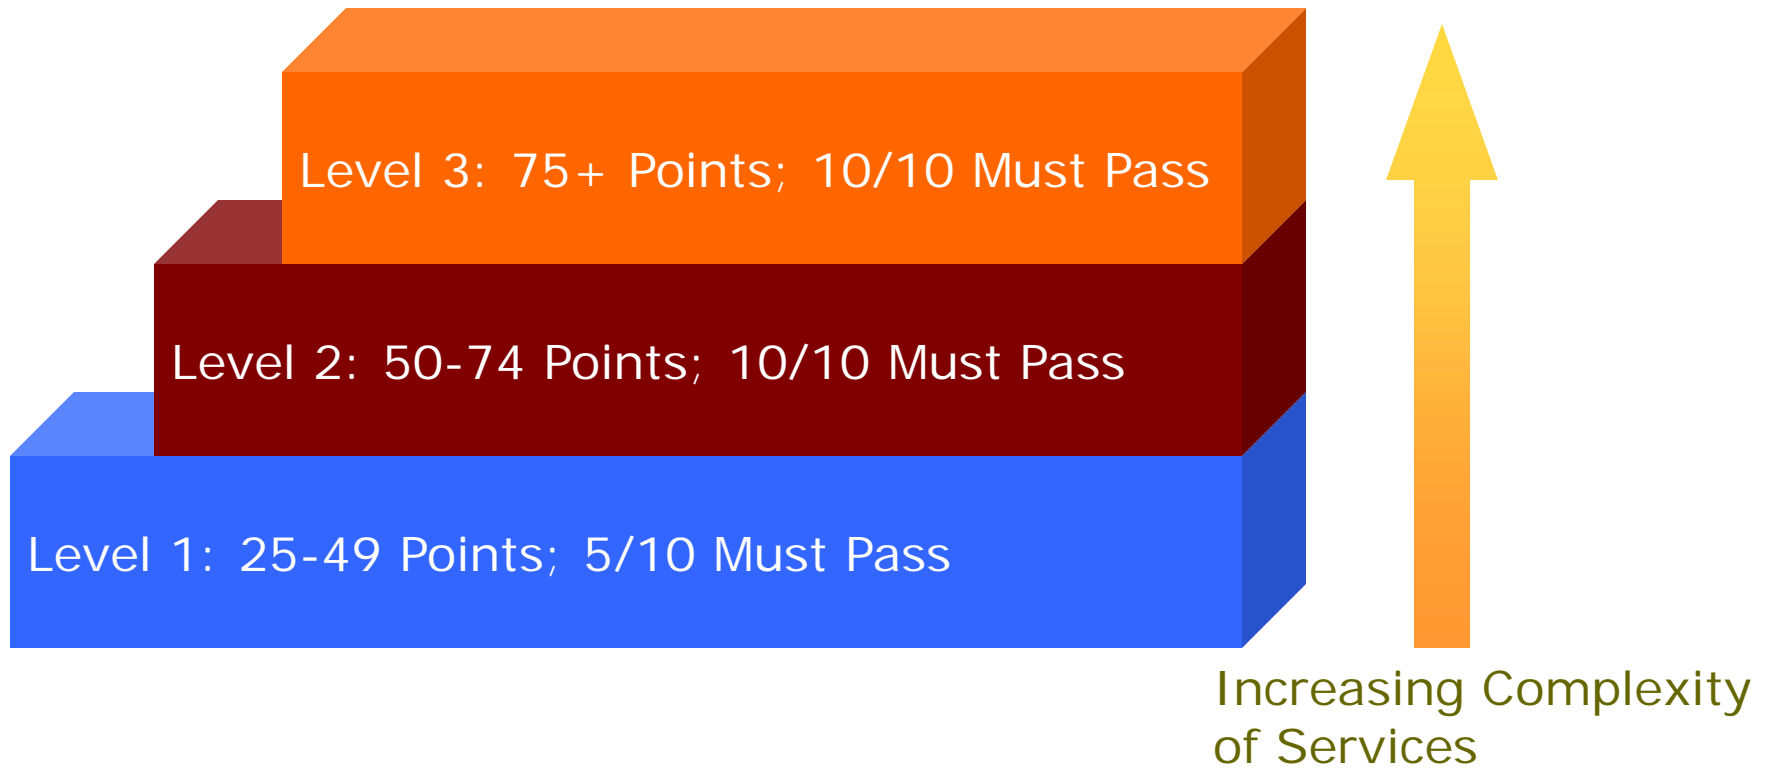 Level 3: 75+ Points; 10/10 Must Pass
Level 2: 50-74 Points; 10/10 Must Pass
Level 1: 25-49 Points; 5/10 Must Pass
Increasing Complexity
of Services